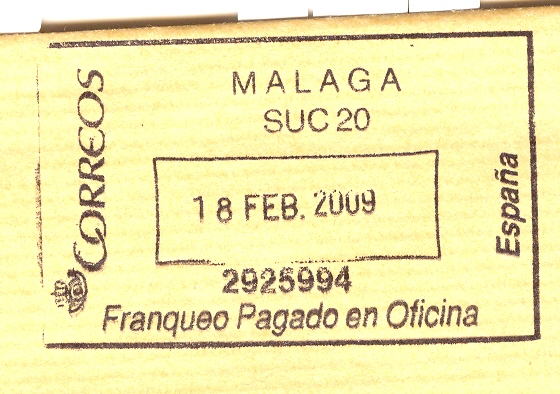 CORREOS
MALAGA
SUC 20
18 FEB. 2009
2925994
Franqueo Pagado en Oficina
España